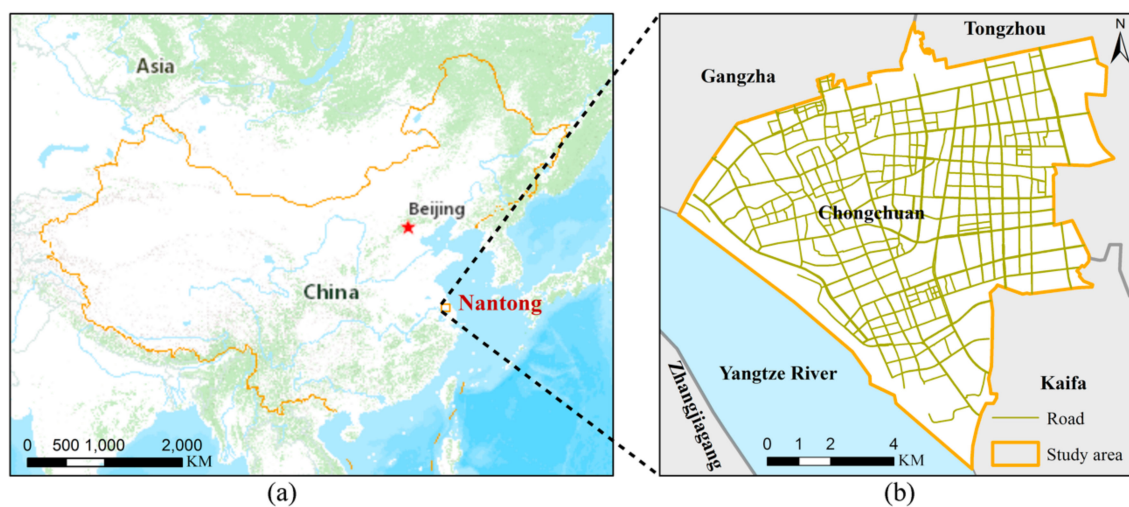 Asia
Beijing
China
Nantong
0 500 1,000 2,000
KM
(a)
N
Tongzhou
Gangzha
Chongchuan
Yangtze River
Zhangjiagang
Kaifa
Road
Study area
0 1 2 4
KM
(b)